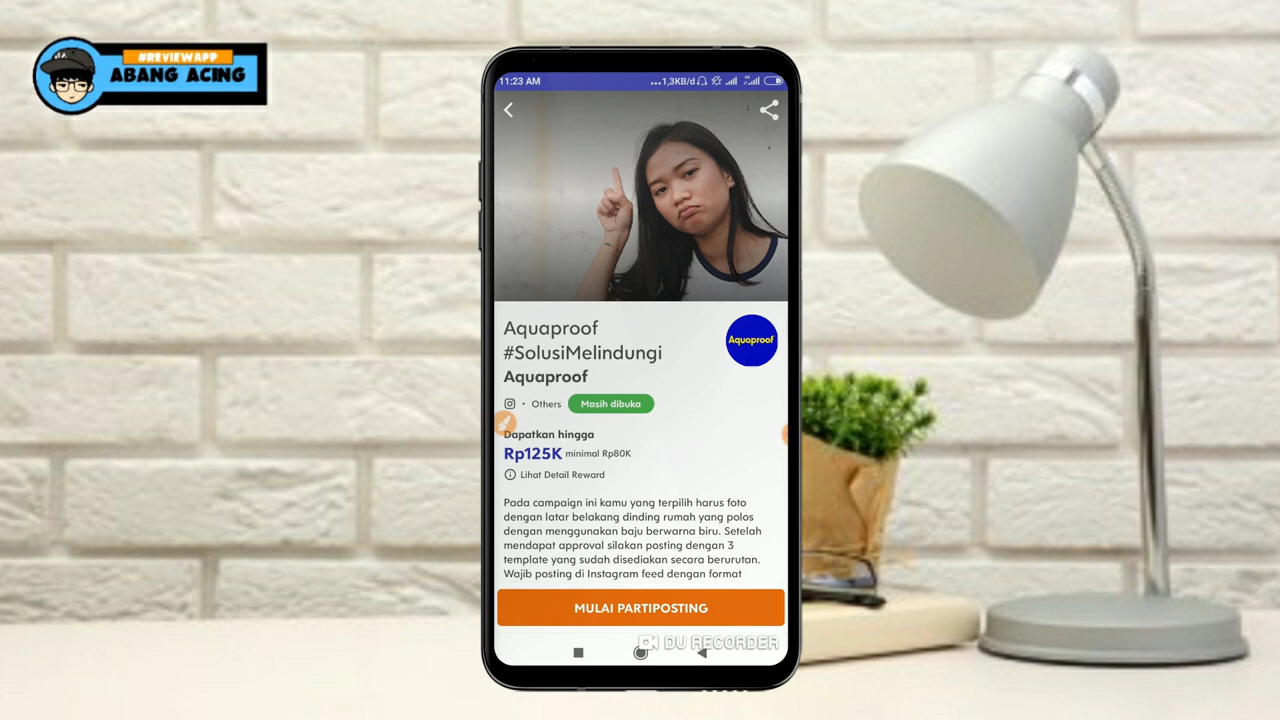 #REVIEWAPP
ABANG ACING
11:23 AM
...1,3KB/d
Aquaproof
#SolusiMelindungi
Aquaproof
Aquaproof
Others
Masih dibuka
Dapatkan hingga
Rp125K minimal Rp80K
Lihat Detail Reward
Pada campaign ini kamu yang terpilih harus foto
dengan latar belakang dinding rumah yang polos
dengan menggunakan baju berwarna biru. Setelah
mendapat approval silakan posting dengan 3
template yang sudah disediakan secara berurutan.
Wajib posting di Instagram feed dengan format
MULAI PARTIPOSTING
DU RECORDER